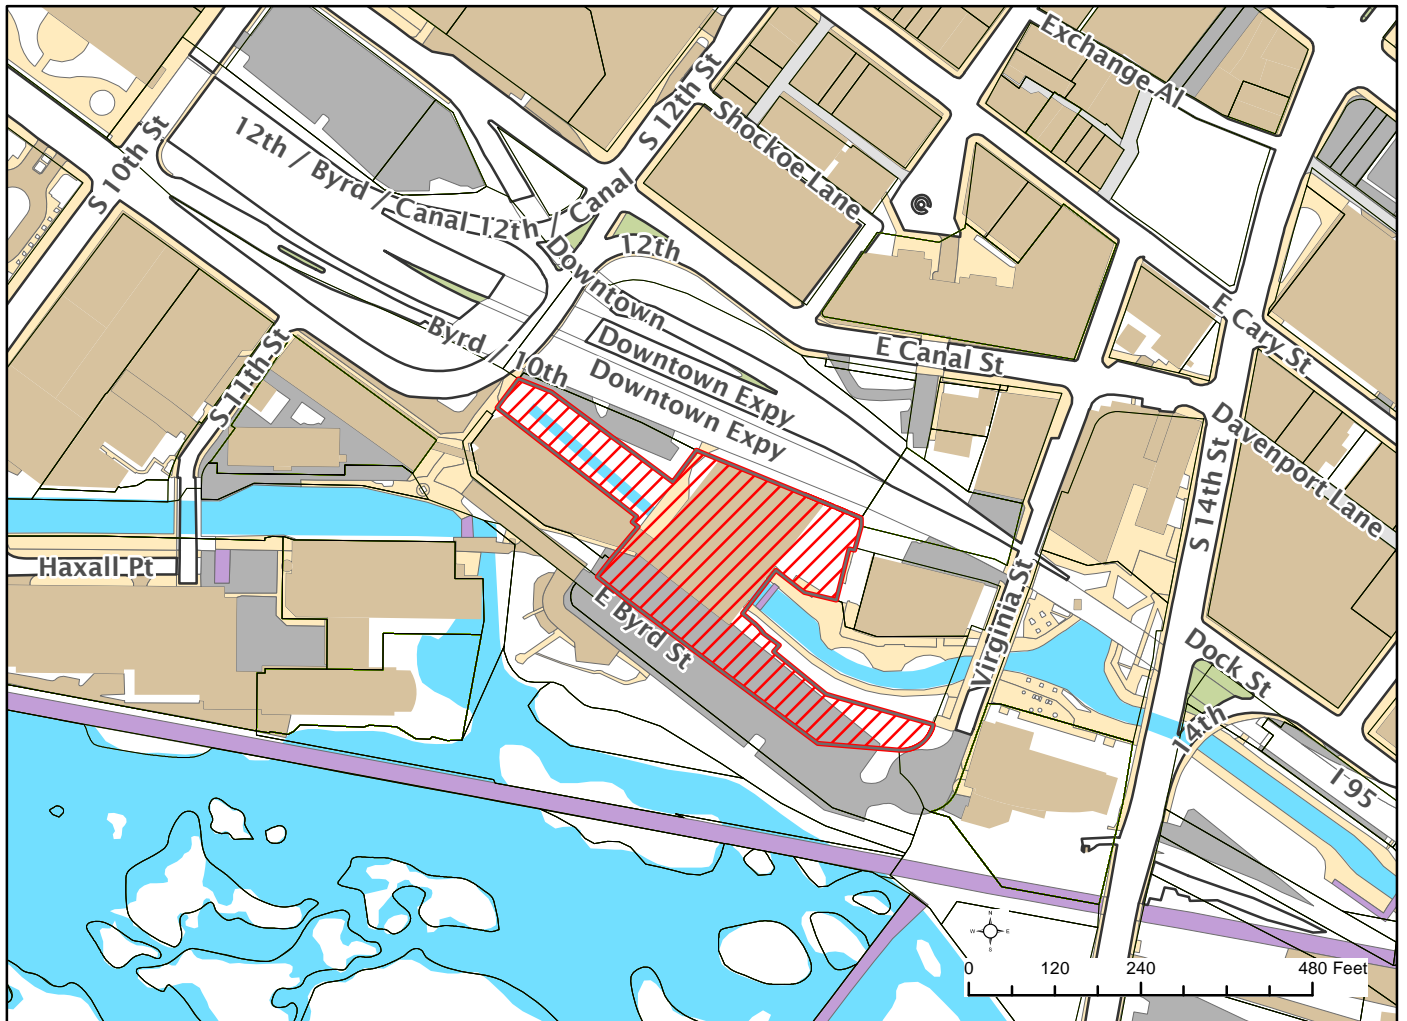 Exchange Al
S 12th St
Shockoe Lane
12th / Byrd / Canal 12th / Canal
S 10th St
12th
Downtown
E Cary St
Byrd / 10th
Downtown Expy
Downtown Expy
E Canal St
S 11th St
Davenport Lane
S 14th St
Haxall Pt
E Byrd St
Virginia St
Dock St
14th
I 95
N
W E
S
0 120 240 480 Feet